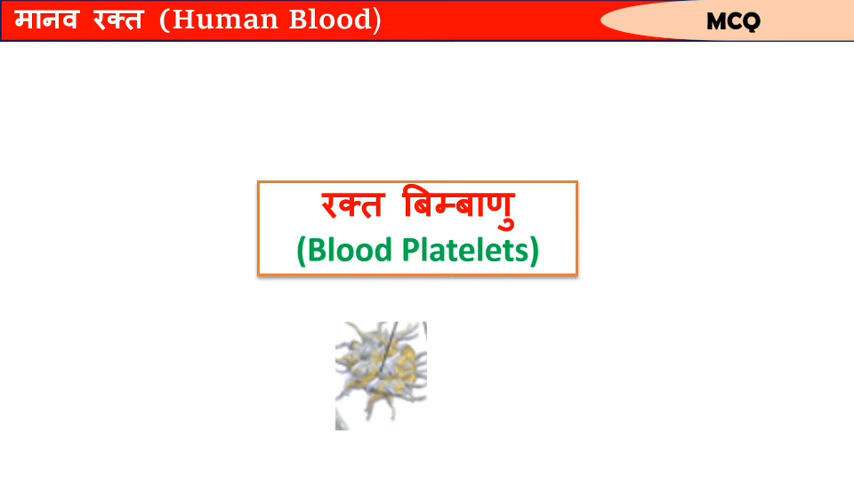 मानव रक्त (Human Blood)
MCQ
रक्त बिम्बाणु
(Blood Platelets)